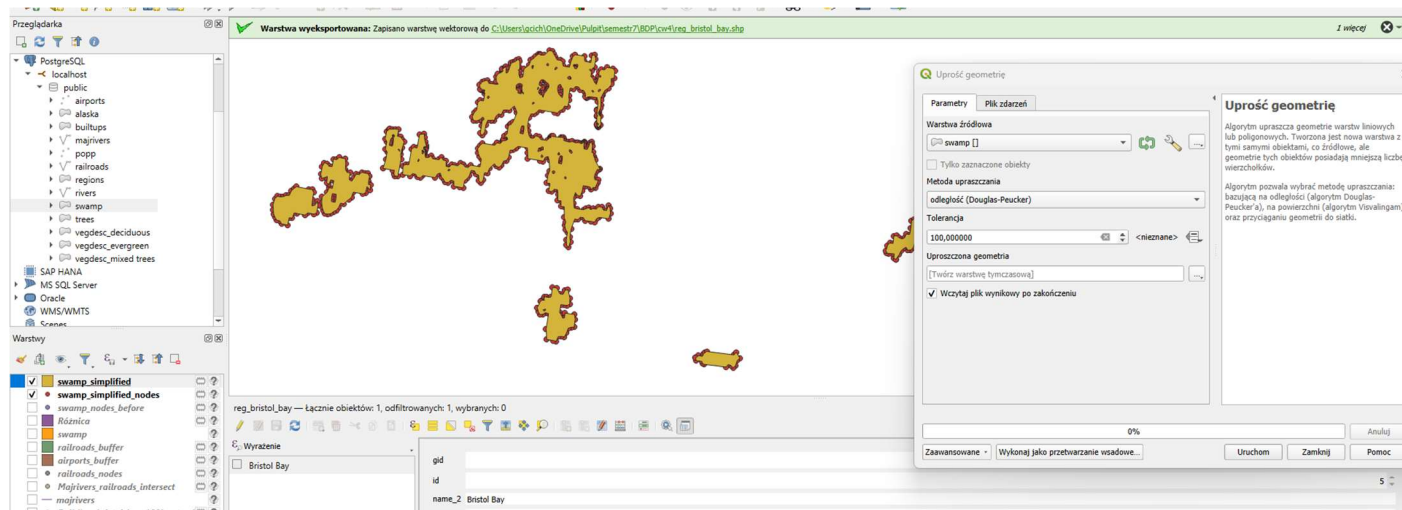 Przeglądarka
PostgreSQL
localhost
public
airports
alaska
builtups
majrivers
popp
railroads
regions
rivers
swamp
trees
vegdesc_deciduous
vegdesc_evergreen
vegdesc_mixed trees
SAP HANA
MS SQL Server
Oracle
WMS/WMTS
Scenes
Warstwy
swamp_simplified
swamp_simplified_nodes
swamp_nodes_before
Różnica
swamp
railroads_buffer
airports_buffer
railroads_nodes
Majrivers_railroads_intersect
majrivers
Warstwa wyeksportowana: Zapisano warstwę wektorową do C:\Users\gcich\OneDrive\Pulpit\semestr7\BDP\cw4\reg_bristol_bay.shp
1 więcej
reg_bristol_bay — Łącznie obiektów: 1, odfiltrowanych: 1, wybranych: 0
Wyrażenie
Bristol Bay
gid
id
5
name_2 Bristol Bay
Uprość geometrię
Parametry Plik zdarzeń
Warstwa źródłowa
swamp []
Tylko zaznaczone obiekty
Metoda upraszczania
odległość (Douglas-Peucker)
Tolerancja
100,000000 <nieznane>
Uproszczona geometria
[Twórz warstwę tymczasową]
Wczytaj plik wynikowy po zakończeniu
Uprość geometrię
Algorytm upraszcza geometrie warstw liniowych
lub poligonowych. Tworzona jest nowa warstwa z
tymi samymi obiektami, co źródłowe, ale
geometrie tych obiektów posiadają mniejszą liczbę
wierzchołków.
Algorytm pozwala wybrać metodę upraszczania:
bazującą na odległości (algorytm Douglas-
Peucker'a), na powierzchni (algorytm Visvalingam)
oraz przyciąganiu geometrii do siatki.
0% Anuluj
Zaawansowane Wykonaj jako przetwarzanie wsadowe... Uruchom Zamknij Pomoc